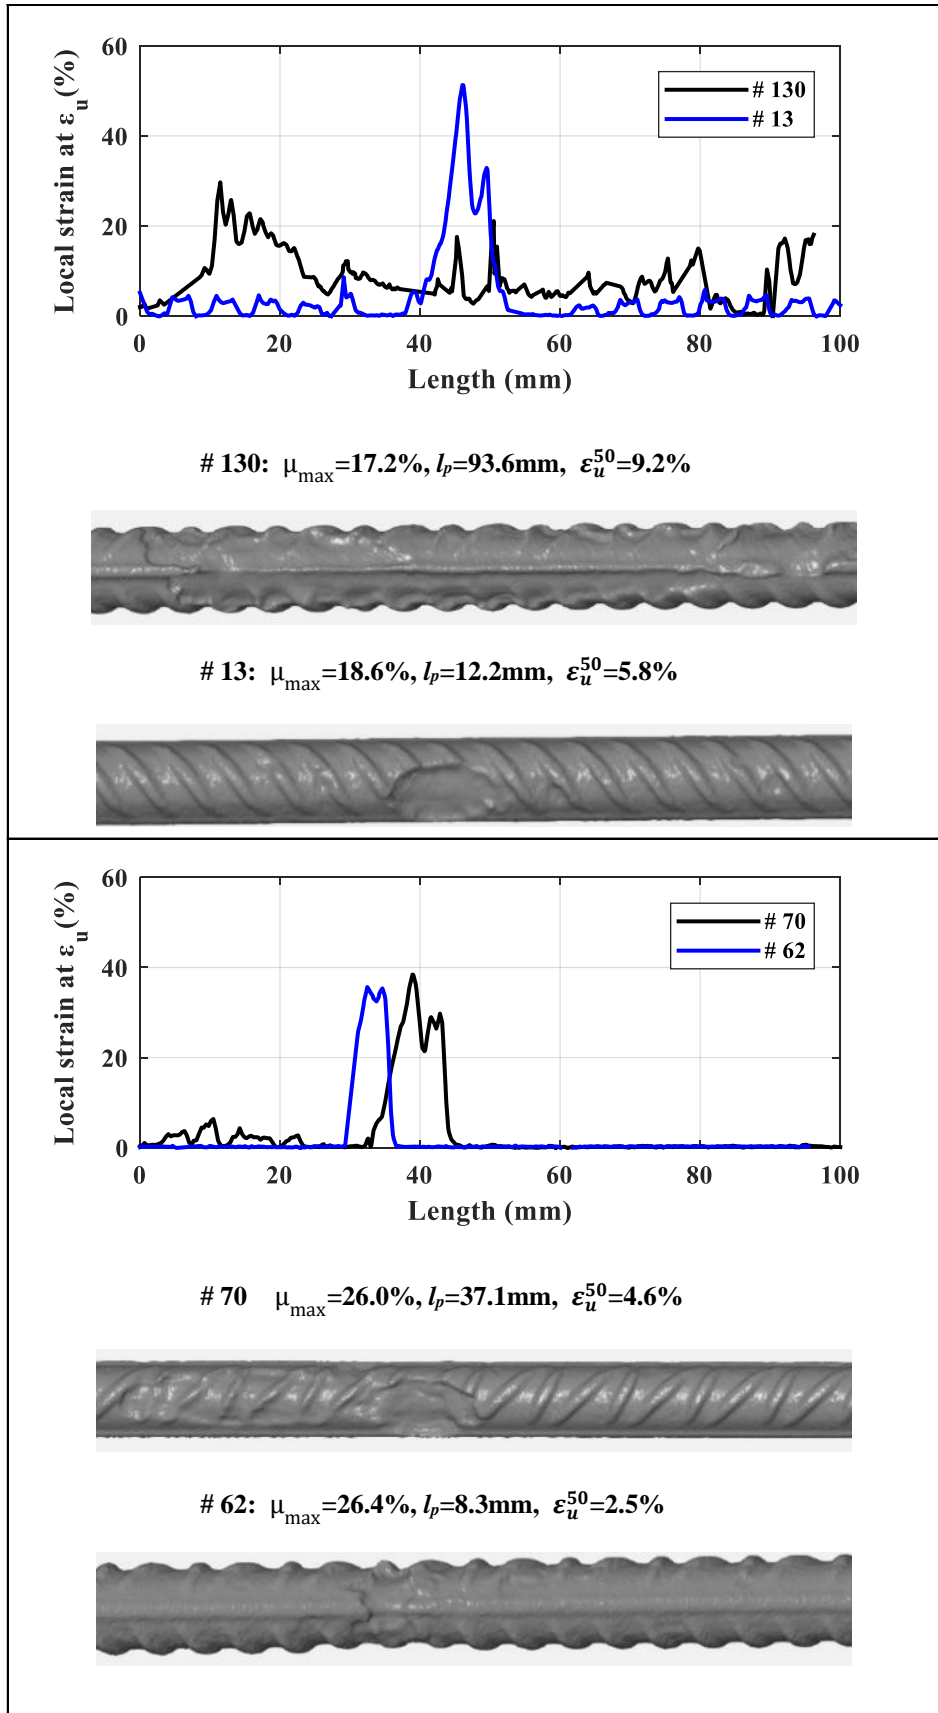 60
40
20
0
Local strain at ε_u(%)
# 130
# 13
0 20 40 60 80 100
Length (mm)
# 130: μ_max=17.2%, l_p=93.6mm, ε_u^50=9.2%
# 13: μ_max=18.6%, l_p=12.2mm, ε_u^50=5.8%
60
40
20
0
Local strain at ε_u(%)
# 70
# 62
0 20 40 60 80 100
Length (mm)
# 70 μ_max=26.0%, l_p=37.1mm, ε_u^50=4.6%
# 62: μ_max=26.4%, l_p=8.3mm, ε_u^50=2.5%